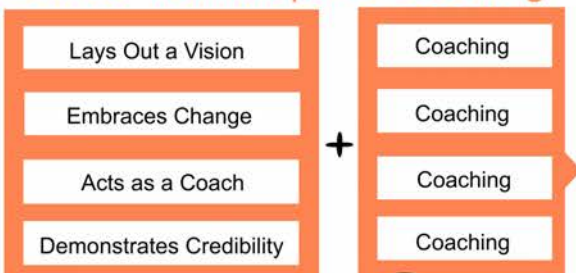 Lays Out a Vision
Embraces Change
Acts as a Coach
Demonstrates Credibility
+
Coaching
Coaching
Coaching
Coaching